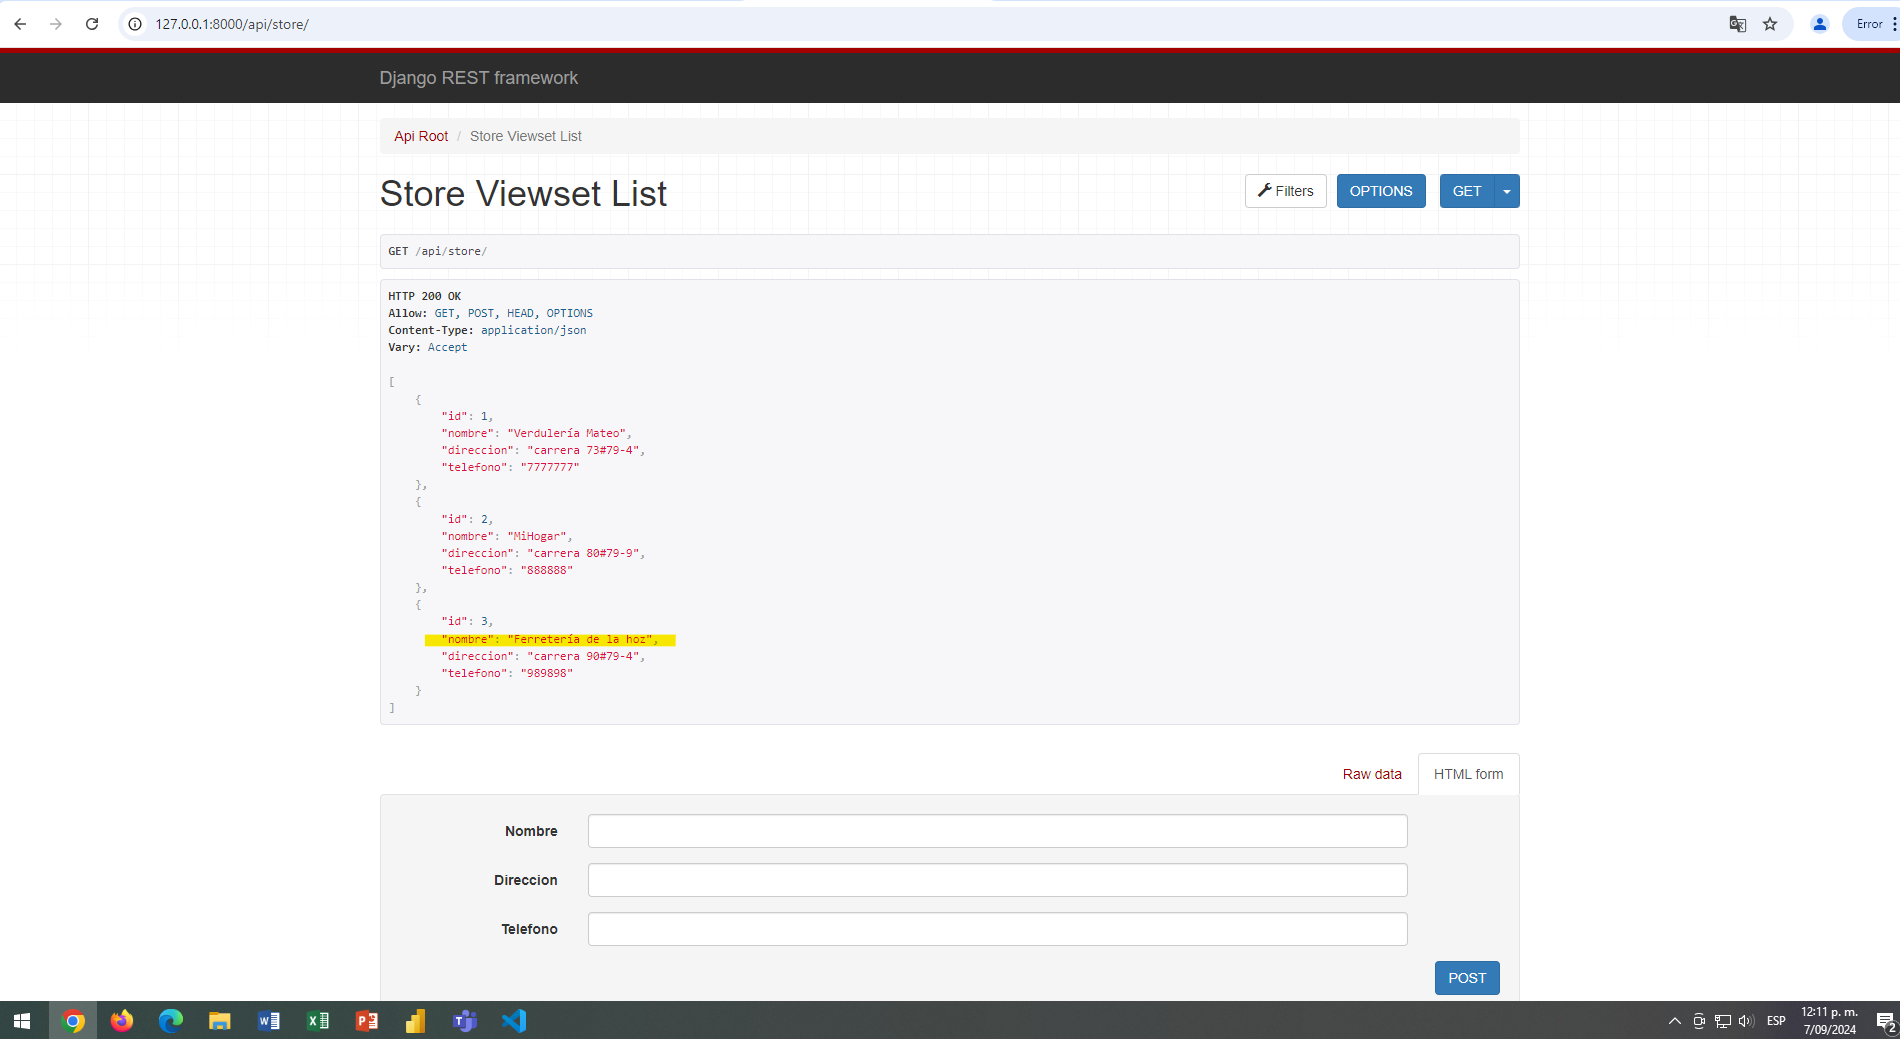 127.0.0.1:8000/api/store/
Error
Django REST framework
Api Root / Store Viewset List
Store Viewset List
Filters
OPTIONS
GET
GET /api/store/
HTTP 200 OK
Allow: GET, POST, HEAD, OPTIONS
Content-Type: application/json
Vary: Accept
[
{
"id": 1,
"nombre": "Verdulería Mateo",
"direccion": "carrera 73#79-4",
"telefono": "7777777"
},
{
"id": 2,
"nombre": "MiHogar",
"direccion": "carrera 80#79-9",
"telefono": "888888"
},
{
"id": 3,
"nombre": "Ferretería de la hoz",
"direccion": "carrera 90#79-4",
"telefono": "989898"
}
]
Raw data
HTML form
Nombre
Direccion
Telefono
POST
ESP
12:11 p. m.
7/09/2024
2